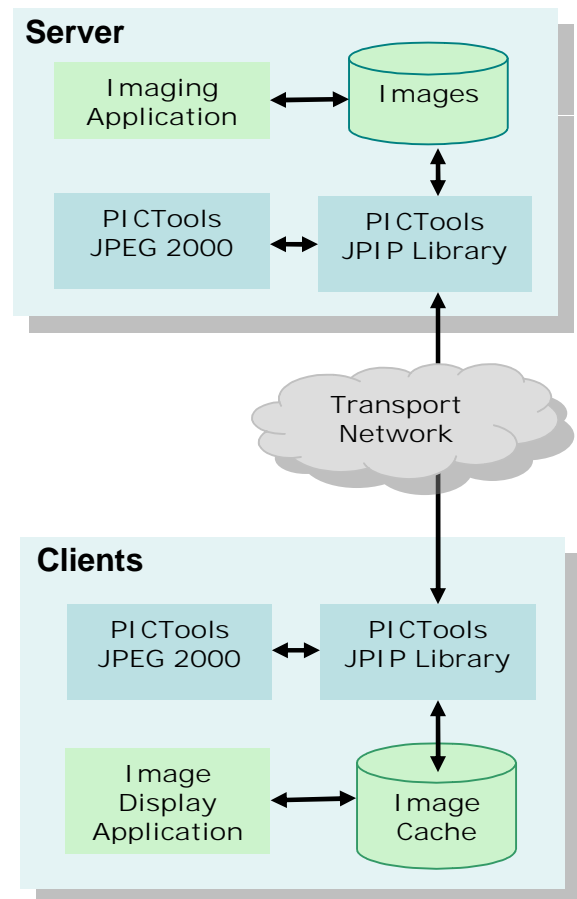 Server
Imaging
Application
Images
PICTools
JPEG 2000
PICTools
JPIP Library
Transport
Network
Clients
PICTools
JPEG 2000
PICTools
JPIP Library
Image
Display
Application
Image
Cache